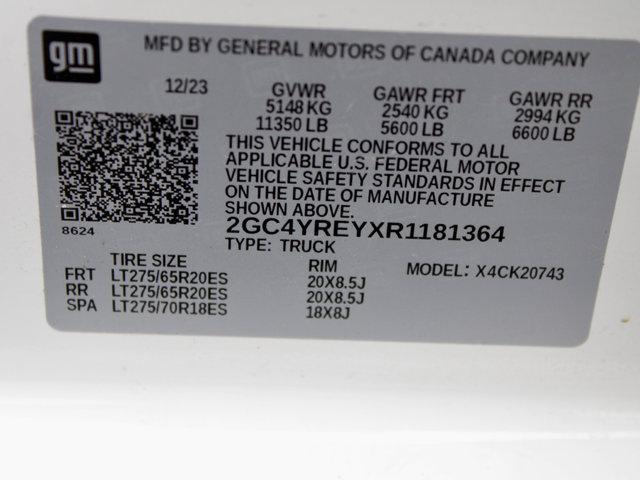 gm
MFD BY GENERAL MOTORS OF CANADA COMPANY
12/23 GVWR GAWR FRT GAWR RR
5148 KG 2540 KG 2994 KG
11350 LB 5600 LB 6600 LB
THIS VEHICLE CONFORMS TO ALL
APPLICABLE U.S. FEDERAL MOTOR
VEHICLE SAFETY STANDARDS IN EFFECT
ON THE DATE OF MANUFACTURE
SHOWN ABOVE.
8624
2GC4YREYXR1181364
TYPE: TRUCK
TIRE SIZE RIM MODEL: X4CK20743
FRT LT275/65R20ES 20X8.5J
RR LT275/65R20ES 20X8.5J
SPA LT275/70R18ES 18X8J